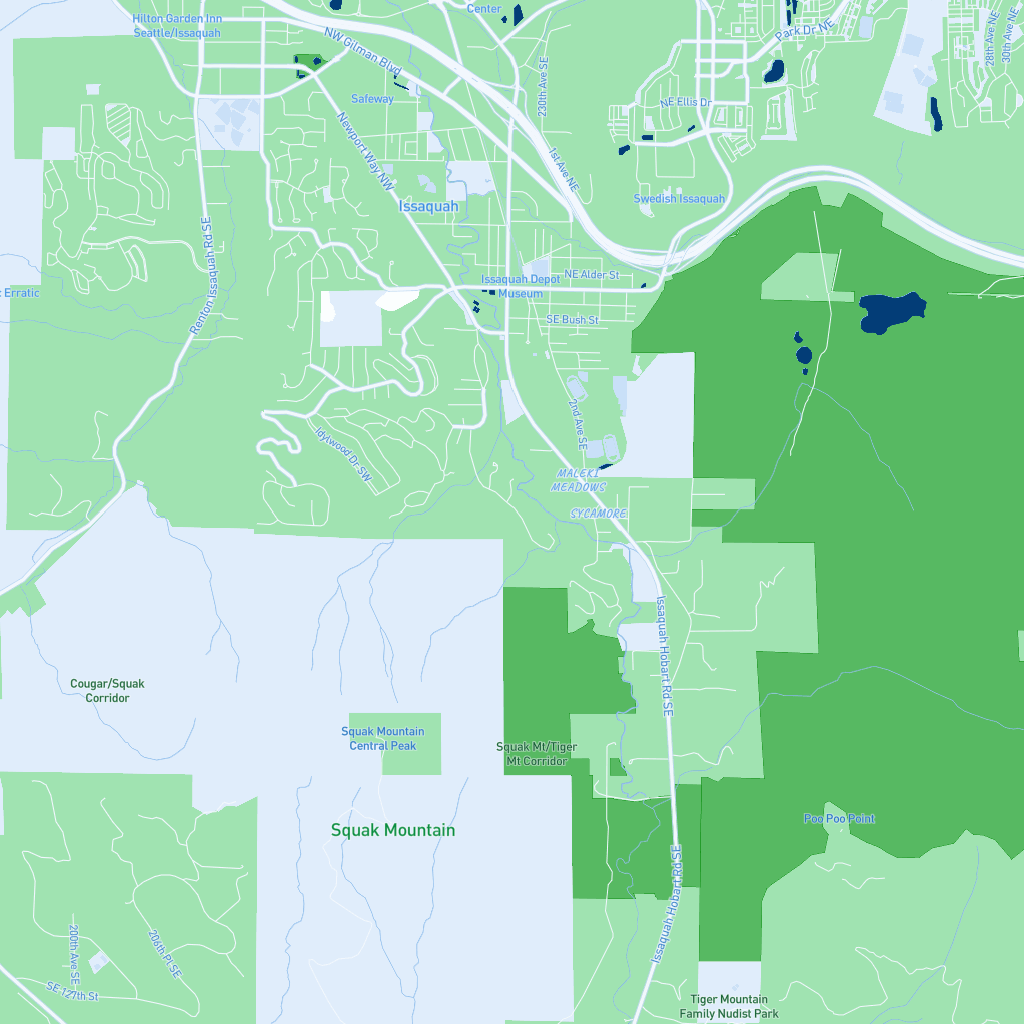 Center
Hilton Garden Inn
Seattle/Issaquah
NW Gilman Blvd
Park Dr NE
28th Ave NE
30th Ave NE
230th Ave SE
Safeway
NE Ellis Dr
Newport Way NW
1st Ave NE
Swedish Issaquah
Issaquah
Renton Issaquah Rd SE
Issaquah Depot
Museum
NE Alder St
Erratic
SE Bush St
2nd Ave SE
Idylwood Dr SW
MALEKI
MEADOWS
SYCAMORE
Issaquah Hobart Rd SE
Cougar/Squak
Corridor
Squak Mountain
Central Peak
Squak Mt/Tiger
Mt Corridor
Squak Mountain
Poo Poo Point
Issaquah Hobart Rd SE
200th Ave SE
206th Pl SE
SE 127th St
Tiger Mountain
Family Nudist Park